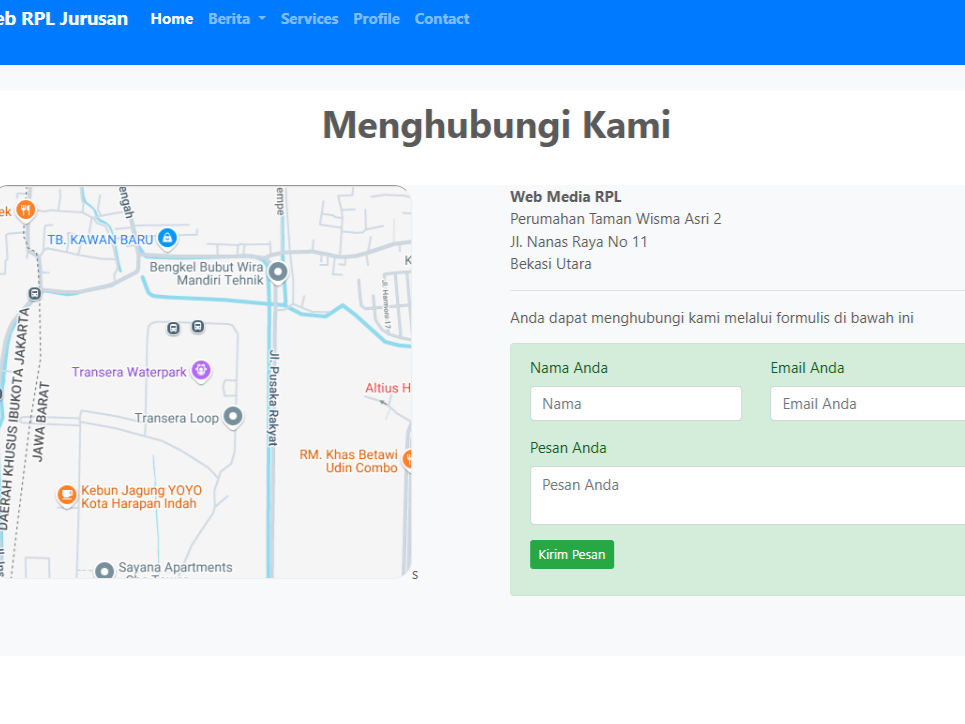 eb RPL Jurusan Home Berita Services Profile Contact
Menghubungi Kami
ek
engah
empe
TB. KAWAN BARU
Bengkel Bubut Wira
Mandiri Tehnik
K
Jl. Harmoni 17
DAERAH KHUSUS IBUKOTA JAKARTA
JAWA BARAT
Transera Waterpark
Jl. Pusaka Rakyat
Altius H
Transera Loop
RM. Khas Betawi
Udin Combo
Kebun Jagung YOYO
Kota Harapan Indah
Sayana Apartments
S
Web Media RPL
Perumahan Taman Wisma Asri 2
Jl. Nanas Raya No 11
Bekasi Utara
Anda dapat menghubungi kami melalui formulis di bawah ini
Nama Anda Email Anda
Nama Email Anda
Pesan Anda
Pesan Anda
Kirim Pesan